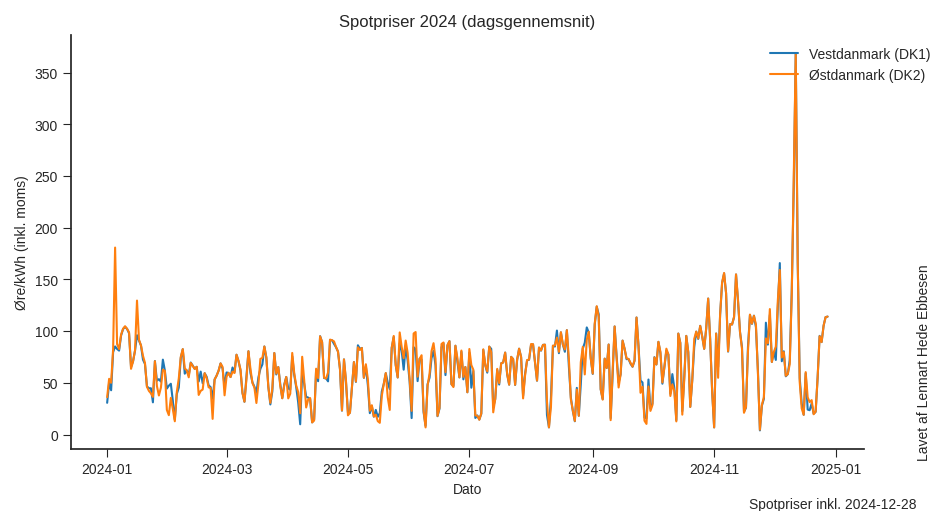 Spotpriser 2024 (dagsgennemsnit)
Vestdanmark (DK1)
Østdanmark (DK2)
Øre/kWh (inkl. moms)
350
300
250
200
150
100
50
0
2024-01
2024-03
2024-05
2024-07
2024-09
2024-11
2025-01
Dato
Lavet af Lennart Hede Ebbesen
Spotpriser inkl. 2024-12-28